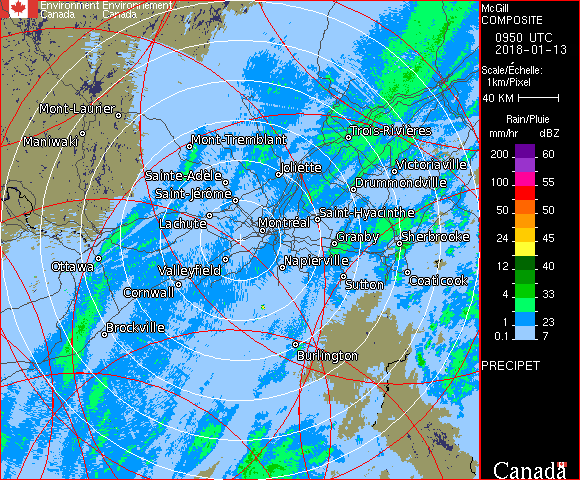 Environment Environnement
Canada Canada
McGill
COMPOSITE
0950 UTC
2018-01-13
Scale/Échelle:
1km/Pixel
40 KM
Rain/Pluie
mm/hr dBZ
200 60
100 55
50 50
24 45
12 40
4 33
1 23
0.1 7
PRECIPET
Canada
Mont-Laurier
Maniwaki
Mont-Tremblant
Trois-Rivières
Joliette
Victoriaville
Sainte-Adèle
Drummondville
Saint-Jérôme
Saint-Hyacinthe
Lachute
Montréal
Granby
Sherbrooke
Ottawa
Valleyfield
Napierville
Cornwall
Sutton
Coaticook
Brockville
Burlington